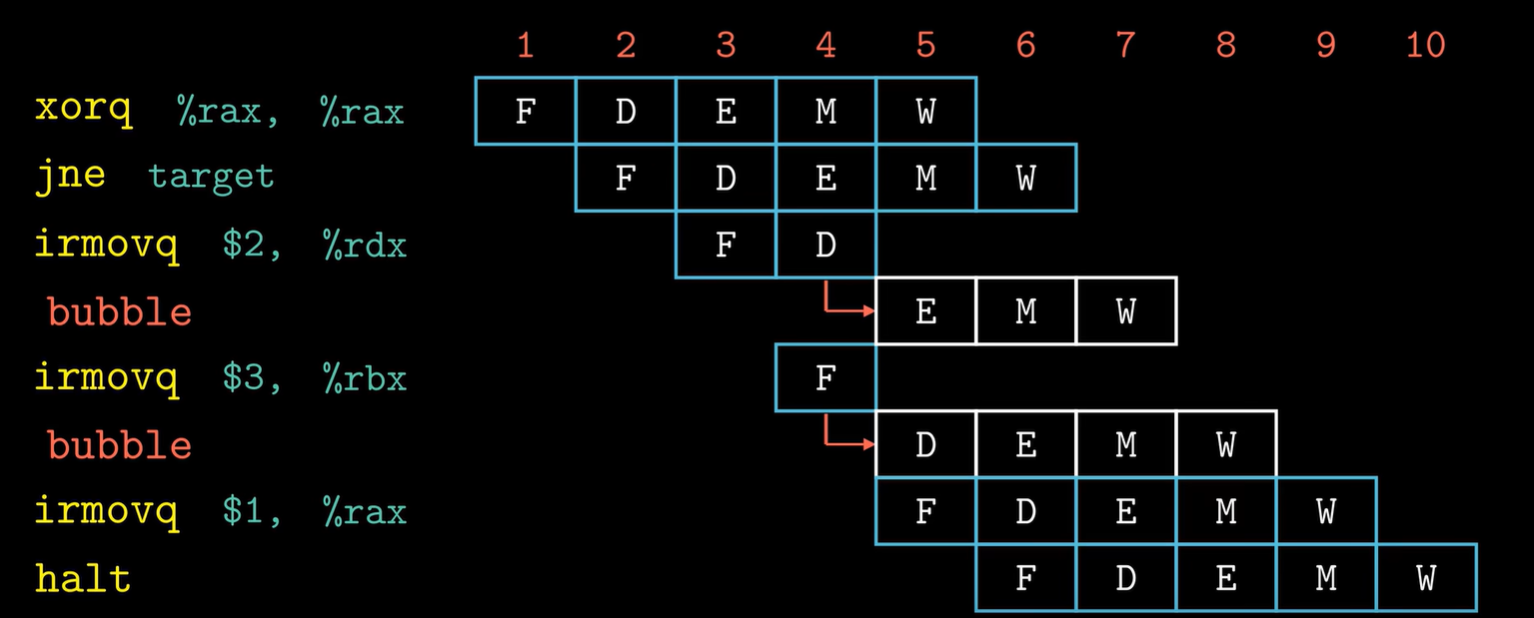 1 2 3 4 5 6 7 8 9 10
xorq %rax, %rax F D E M W
jne target F D E M W
irmovq $2, %rdx F D
bubble E M W
irmovq $3, %rbx F
bubble D E M W
irmovq $1, %rax F D E M W
halt F D E M W